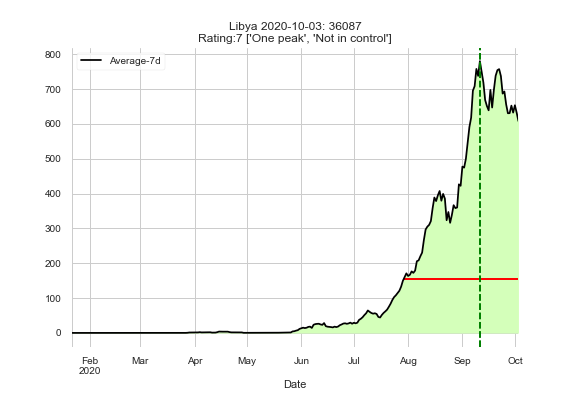 Libya 2020-10-03: 36087
Rating:7 ['One peak', 'Not in control']
Average-7d
800
700
600
500
400
300
200
100
0
Feb
2020
Mar
Apr
May
Jun
Jul
Aug
Sep
Oct
Date